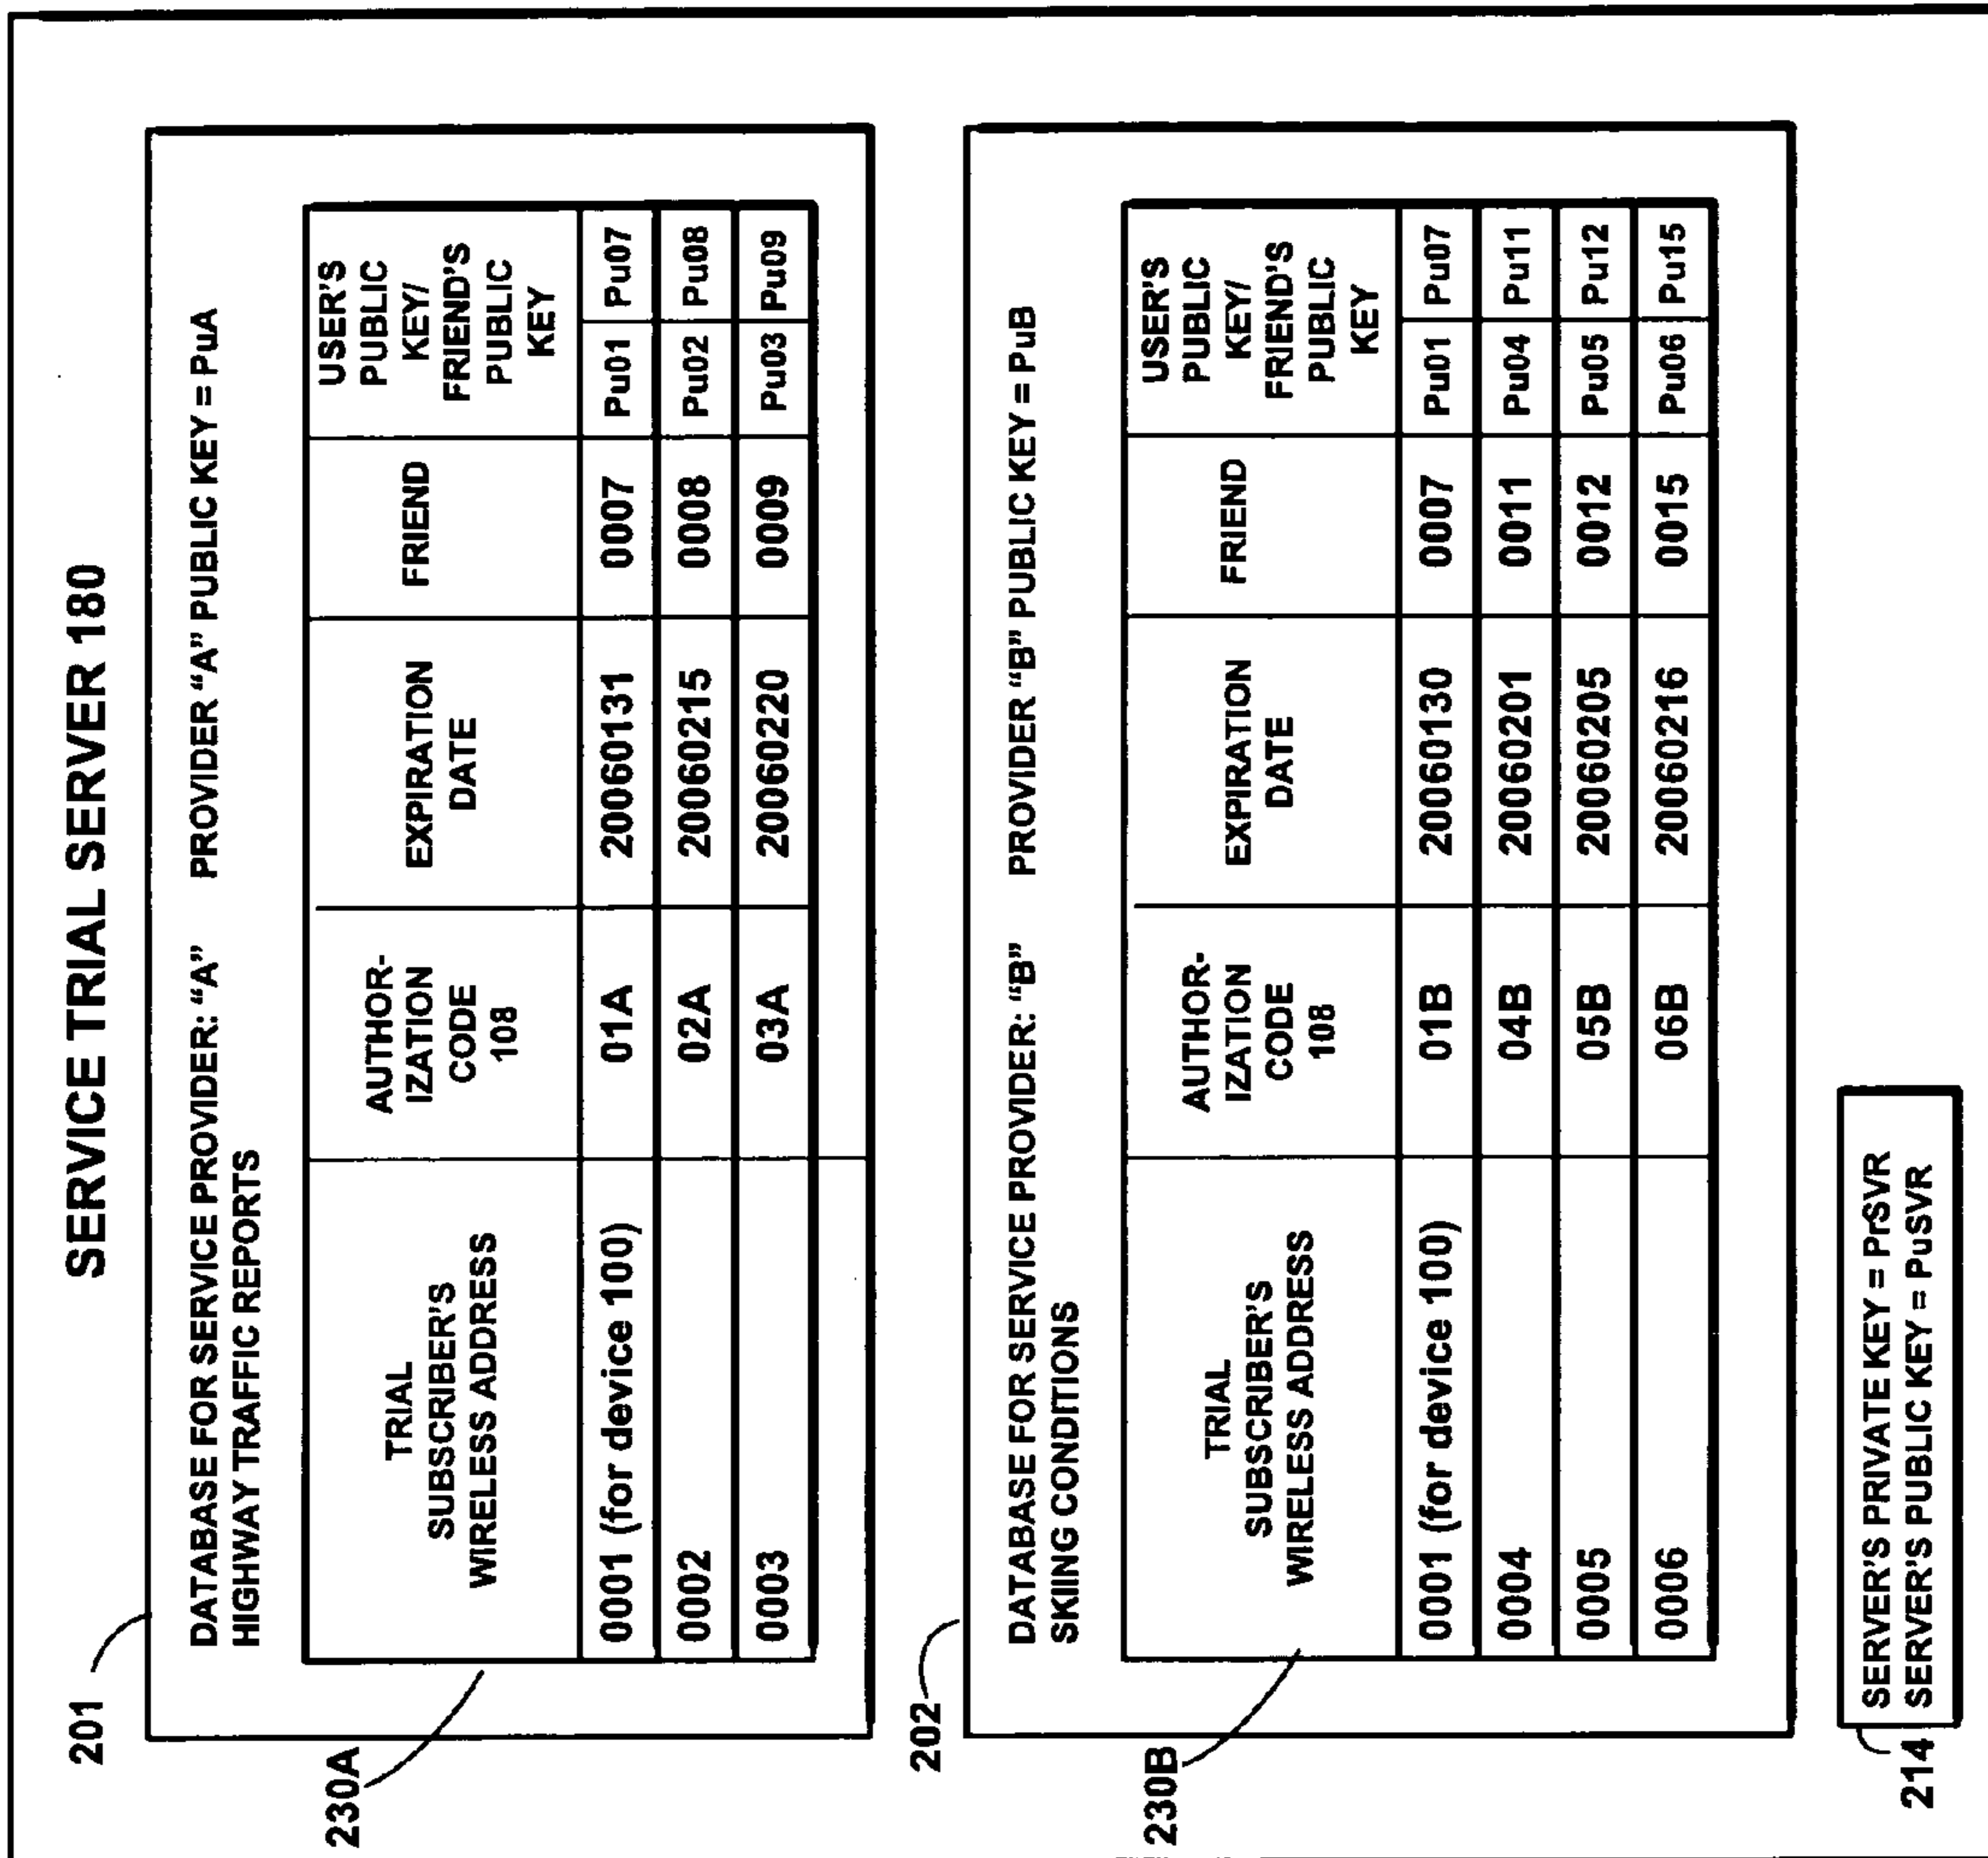 SERVICE TRIAL SERVER 180
201
DATABASE FOR SERVICE PROVIDER: “A” PROVIDER “A” PUBLIC KEY = PuA
HIGHWAY TRAFFIC REPORTS
230A
TRIAL
SUBSCRIBER’S
WIRELESS ADDRESS
AUTHOR-
IZATION
CODE
108
EXPIRATION
DATE
FRIEND
USER’S
PUBLIC
KEY/
FRIEND’S
PUBLIC
KEY
0001 (for device 100) 01A 20060131 0007 Pu01 Pu07
0002 02A 20060215 0008 Pu02 Pu08
0003 03A 20060220 0009 Pu03 Pu09
202
DATABASE FOR SERVICE PROVIDER: “B” PROVIDER “B” PUBLIC KEY = PuB
SKIING CONDITIONS
230B
TRIAL
SUBSCRIBER’S
WIRELESS ADDRESS
AUTHOR-
IZATION
CODE
108
EXPIRATION
DATE
FRIEND
USER’S
PUBLIC
KEY/
FRIEND’S
PUBLIC
KEY
0001 (for device 100) 01B 20060130 0007 Pu01 Pu07
0004 04B 20060201 0011 Pu04 Pu11
0005 05B 20060205 0012 Pu05 Pu12
0006 06B 20060216 0015 Pu06 Pu15
214
SERVER’S PRIVATE KEY = PrSVR
SERVER’S PUBLIC KEY = PuSVR